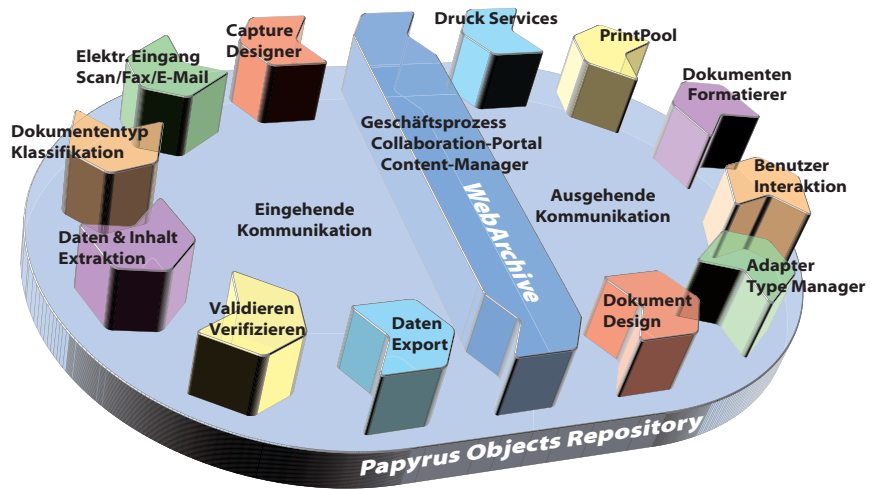 Druck Services
Capture
Designer
PrintPool
Elektr. Eingang
Scan/Fax/E-Mail
Dokumenten
Formatierer
Dokumententyp
Klassifikation
Geschäftsprozess
Collaboration-Portal
Content-Manager
Benutzer
Interaktion
Eingehende
Kommunikation
WebArchive
Ausgehende
Kommunikation
Daten & Inhalt
Extraktion
Adapter
Type Manager
Validieren
Verifizieren
Daten
Export
Dokument
Design
Papyrus Objects Repository